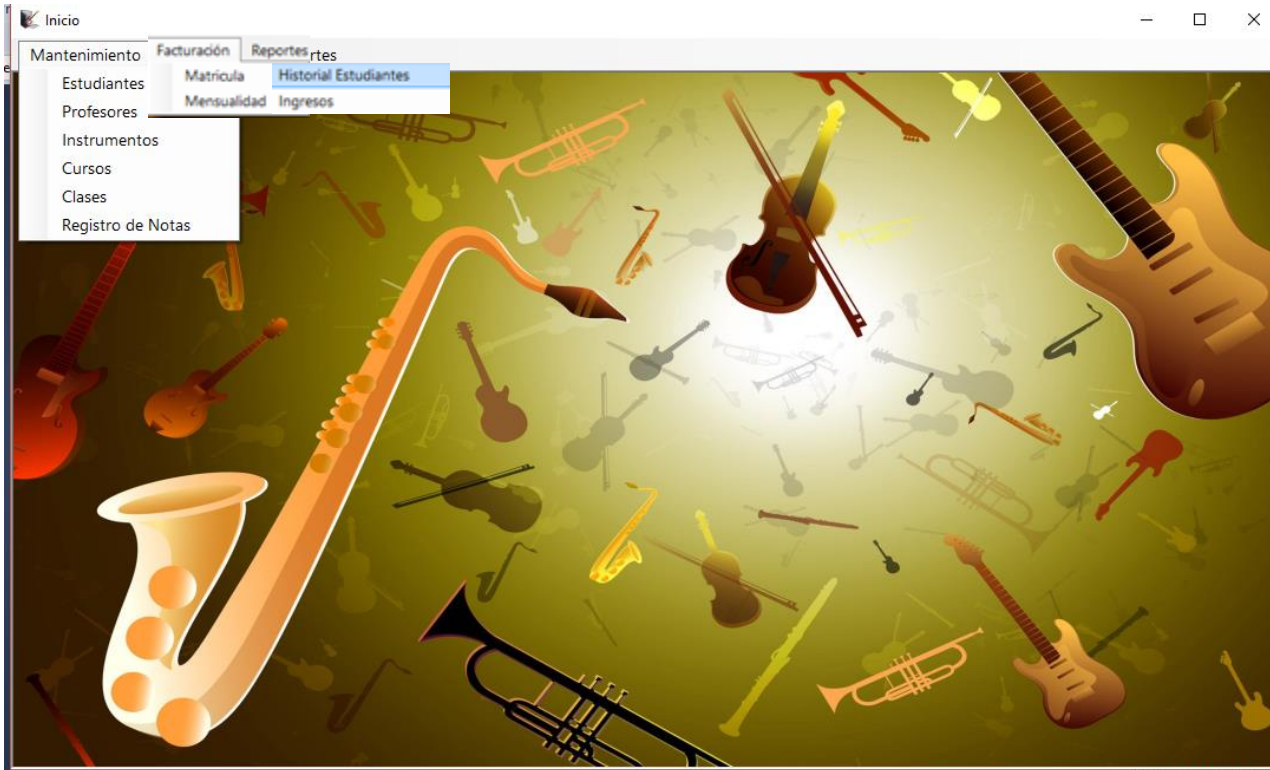 Inicio
Mantenimiento Facturación Reportes rtes
Estudiantes Matricula Historial Estudiantes
Profesores Mensualidad Ingresos
Instrumentos
Cursos
Clases
Registro de Notas